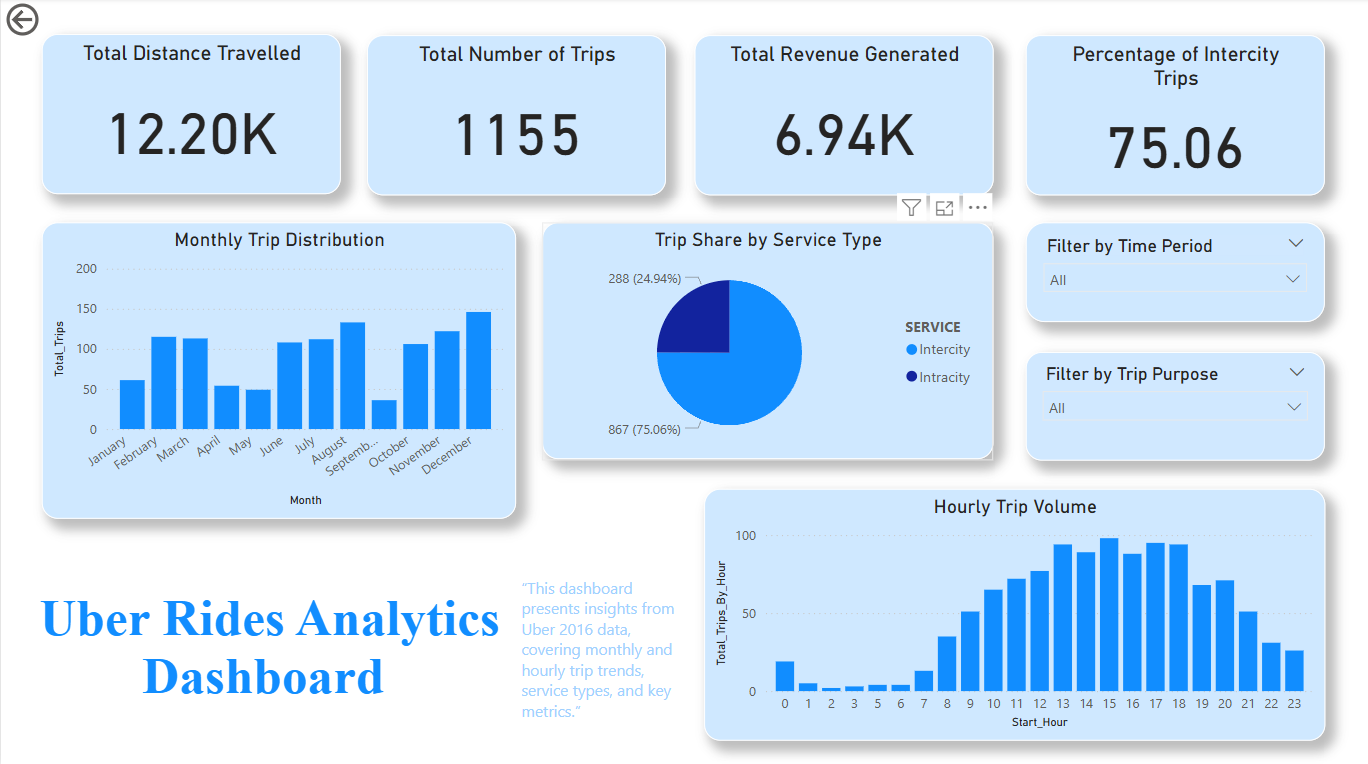 Total Distance Travelled
12.20K
Total Number of Trips
1155
Total Revenue Generated
6.94K
Percentage of Intercity
Trips
75.06
Monthly Trip Distribution
Total_Trips
200
150
100
50
0
January
February
March
April
May
June
July
August
Septemb...
October
November
December
Month
Trip Share by Service Type
288 (24.94%)
867 (75.06%)
SERVICE
Intercity
Intracity
Filter by Time Period
All
Filter by Trip Purpose
All
Uber Rides Analytics
Dashboard
“This dashboard
presents insights from
Uber 2016 data,
covering monthly and
hourly trip trends,
service types, and key
metrics.”
Hourly Trip Volume
Total_Trips_By_Hour
100
50
0
0 1 2 3 5 6 7 8 9 10 11 12 13 14 15 16 17 18 19 20 21 22 23
Start_Hour